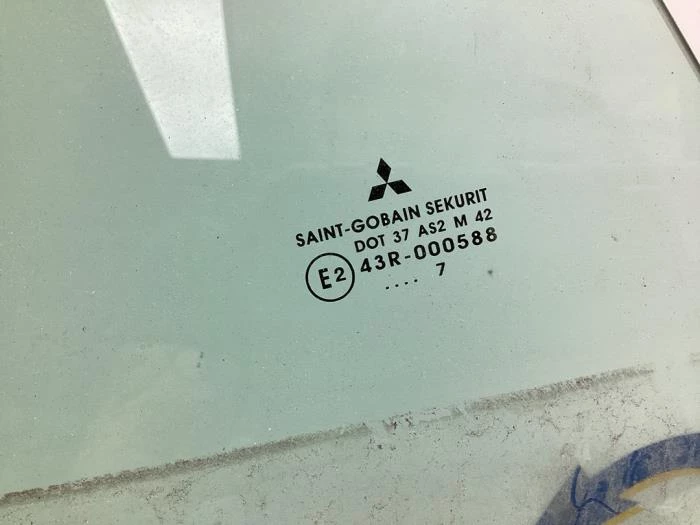 SAINT-GOBAIN SEKURIT
DOT 37 AS2 M 42
E2 43R-000588
.... 7